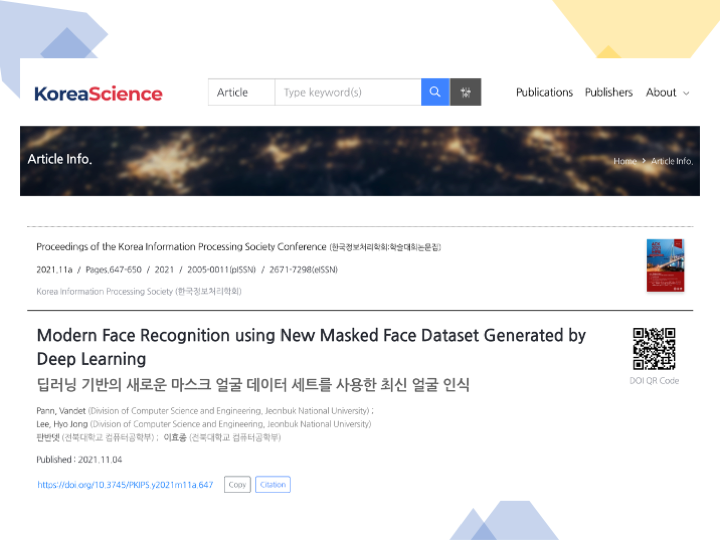 KoreaScience
Article
Type keyword(s)
Publications Publishers About
Article Info.
Home > Article Info.
Proceedings of the Korea Information Processing Society Conference (한국정보처리학회:학술대회논문집)
2021.11a / Pages.647-650 / 2021 / 2005-0011(pISSN) / 2671-7298(eISSN)
Korea Information Processing Society (한국정보처리학회)
Modern Face Recognition using New Masked Face Dataset Generated by
Deep Learning
딥러닝 기반의 새로운 마스크 얼굴 데이터 세트를 사용한 최신 얼굴 인식
DOI QR Code
Pann, Vandet (Division of Computer Science and Engineering, Jeonbuk National University) ;
Lee, Hyo Jong (Division of Computer Science and Engineering, Jeonbuk National University)
판반뎃 (전북대학교 컴퓨터공학부) ; 이효종 (전북대학교 컴퓨터공학부)
Published : 2021.11.04
https://doi.org/10.3745/PKIPS.y2021m11a.647 Copy Citation